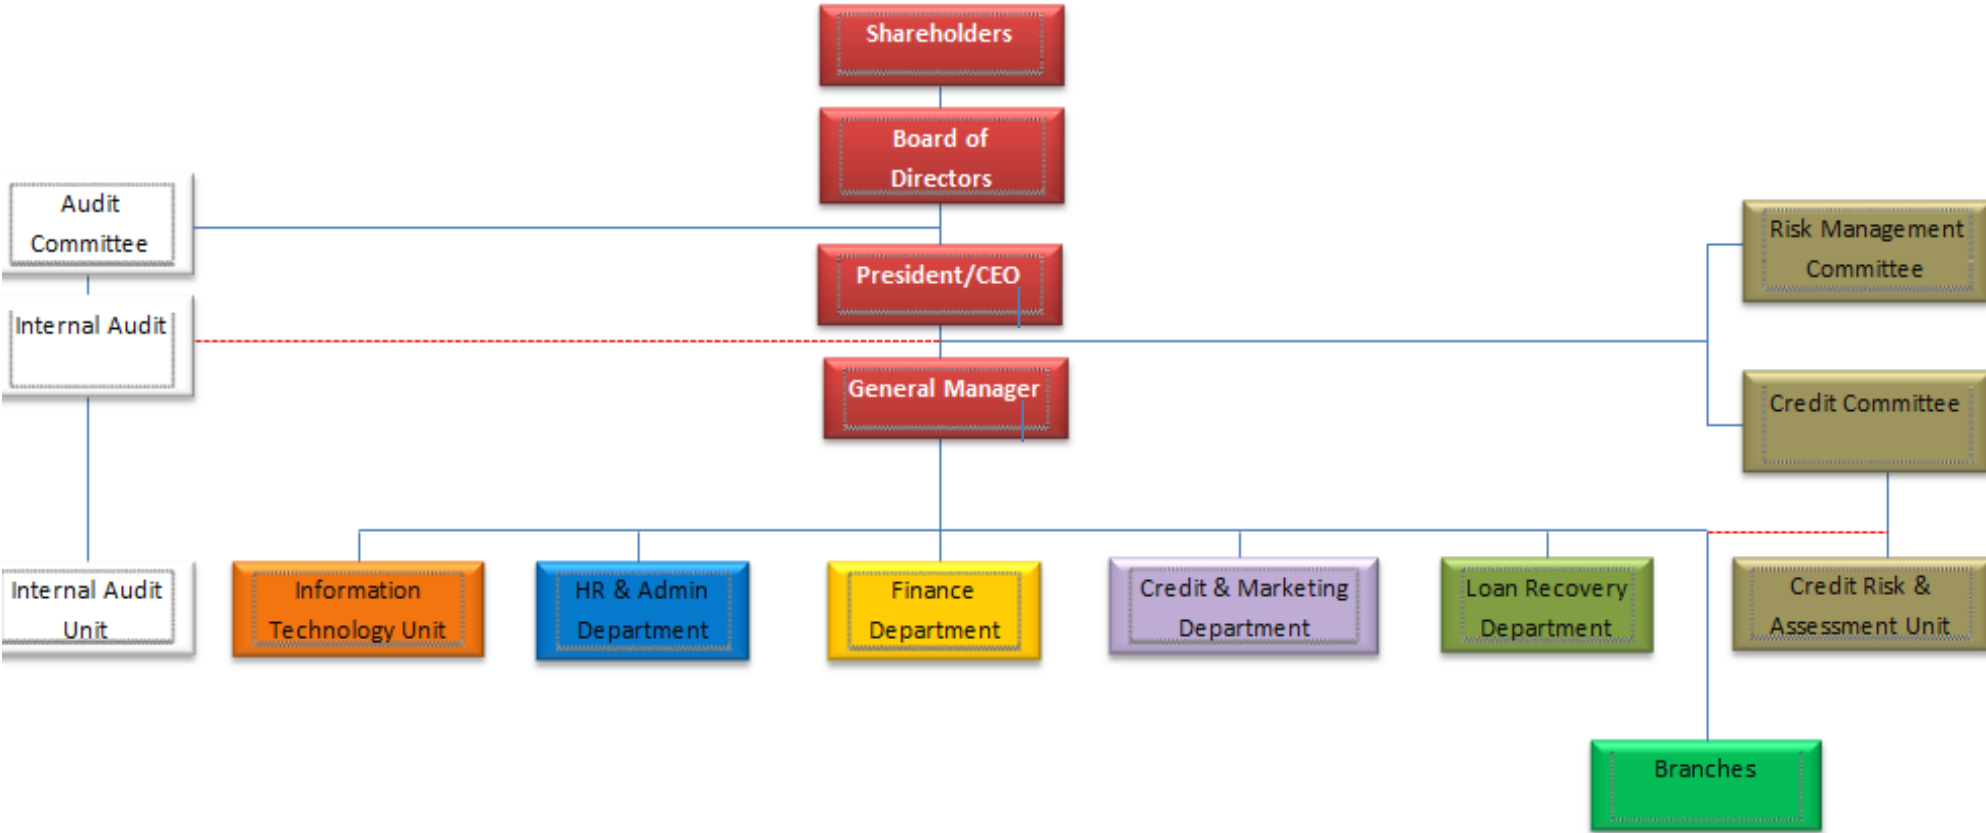 Shareholders
Board of
Directors
Audit
Committee
Risk Management
Committee
President/CEO
Internal Audit
General Manager
Credit Committee
Internal Audit
Unit
Information
Technology Unit
HR & Admin
Department
Finance
Department
Credit & Marketing
Department
Loan Recovery
Department
Credit Risk &
Assessment Unit
Branches